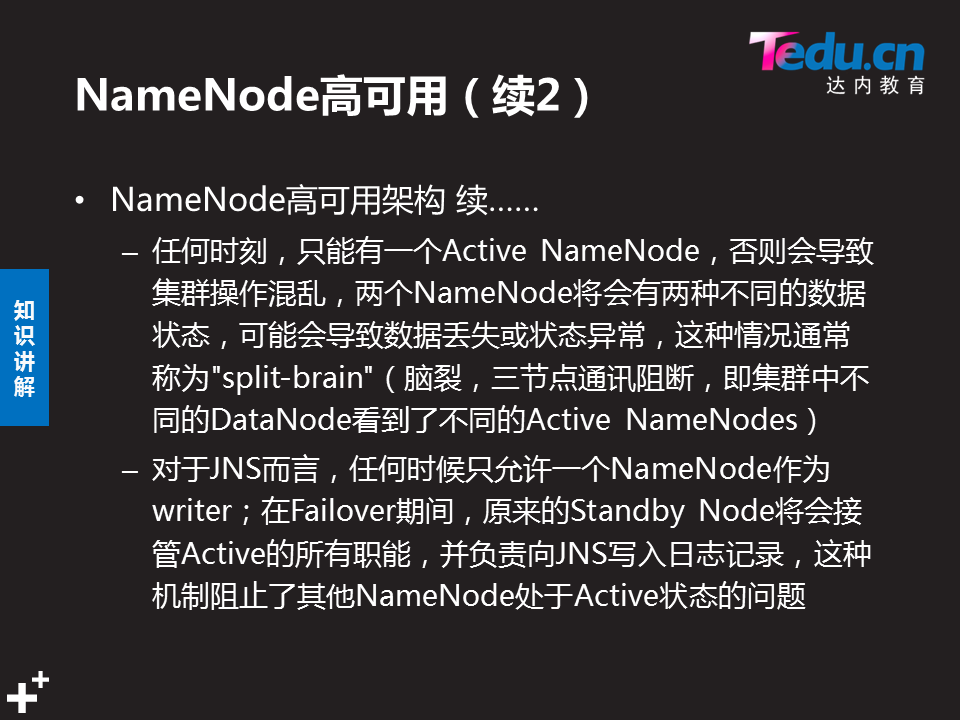 Tedu.cn
达内教育
NameNode高可用（续2）
• NameNode高可用架构 续……
– 任何时刻，只能有一个Active NameNode，否则会导致
集群操作混乱，两个NameNode将会有两种不同的数据
状态，可能会导致数据丢失或状态异常，这种情况通常
称为"split-brain"（脑裂，三节点通讯阻断，即集群中不
同的DataNode看到了不同的Active NameNodes）
– 对于JNS而言，任何时候只允许一个NameNode作为
writer；在Failover期间，原来的Standby Node将会接
管Active的所有职能，并负责向JNS写入日志记录，这种
机制阻止了其他NameNode处于Active状态的问题
知
识
讲
解